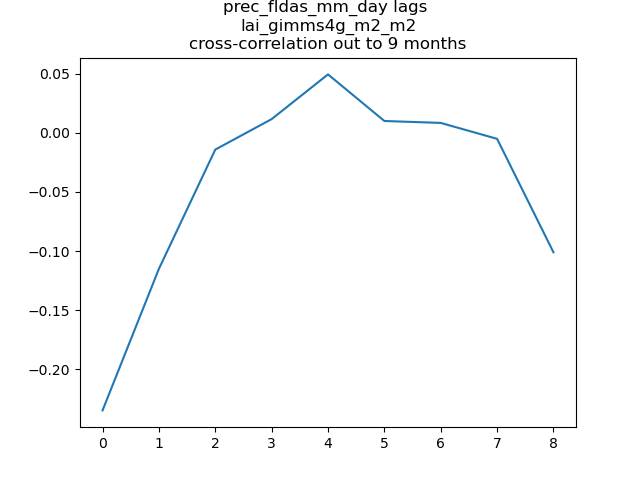 prec_fldas_mm_day lags
lai_gimms4g_m2_m2
cross-correlation out to 9 months
0.05
0.00
−0.05
−0.10
−0.15
−0.20
0 1 2 3 4 5 6 7 8